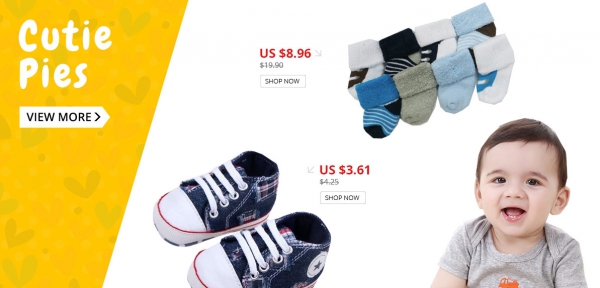 Cutie
Pies
VIEW MORE
US $8.96
$19.90
SHOP NOW
US $3.61
$4.25
SHOP NOW